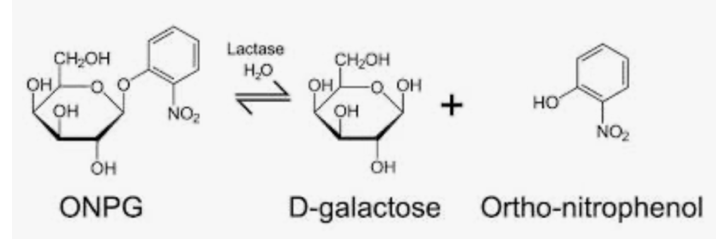 CH₂OH
OH
O
O
OH
OH
NO₂
Lactase
H₂O
CH₂OH
OH
O
OH
OH
OH
+
HO
NO₂
ONPG
D-galactose
Ortho-nitrophenol